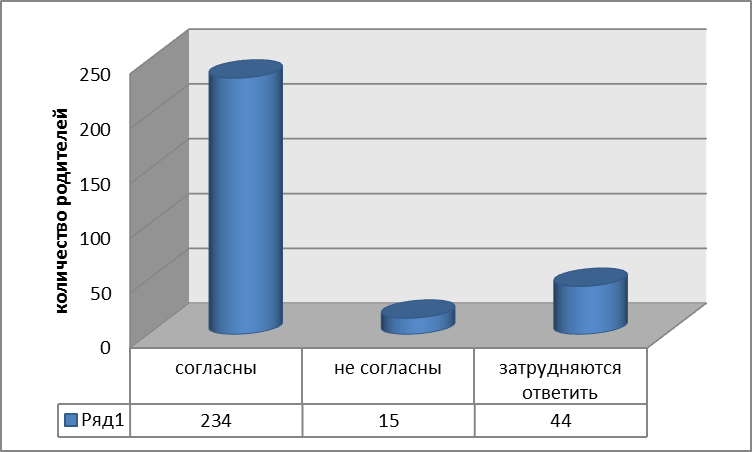 количество родителей
250
200
150
100
50
0
согласны
не согласны
затрудняются
ответить
Ряд1 234 15 44